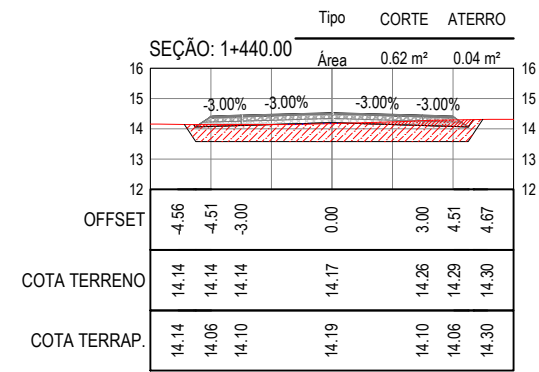 Tipo CORTE ATERRO
SEÇÃO: 1+440.00
Área 0.62 m² 0.04 m²
16 16
15 15
-3.00% -3.00% -3.00% -3.00%
14 14
13 13
12 12
OFFSET -4.56 -4.51 -3.00 0.00 3.00 4.51 4.67
COTA TERRENO 14.14 14.14 14.14 14.17 14.26 14.29 14.30
COTA TERRAP. 14.14 14.06 14.10 14.19 14.10 14.06 14.30